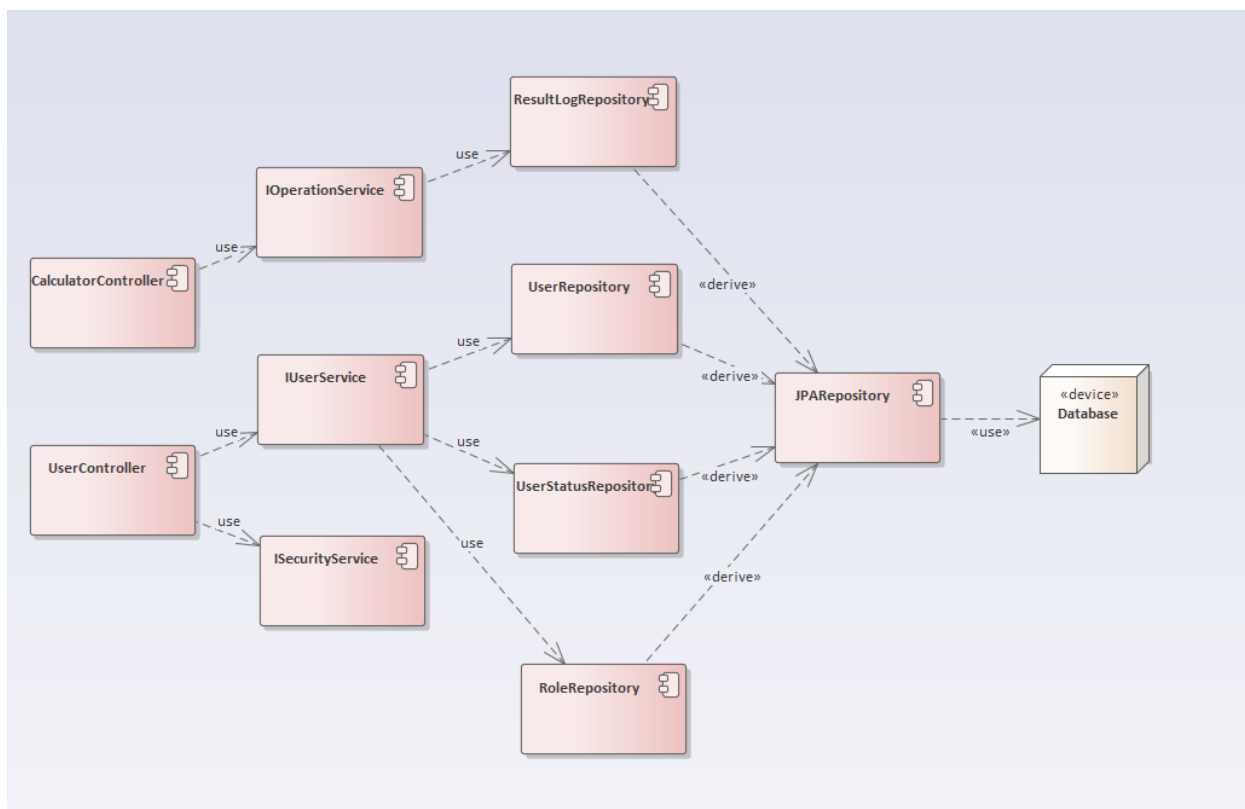 ResultLogRepository
use
IOperationService
use
CalculatorController
UserRepository
«derive»
use
IUserService
«derive»
JPARepository
«device»
Database
«use»
use
UserController
use
UserStatusRepositor
«derive»
use
ISecurityService
use
«derive»
RoleRepository